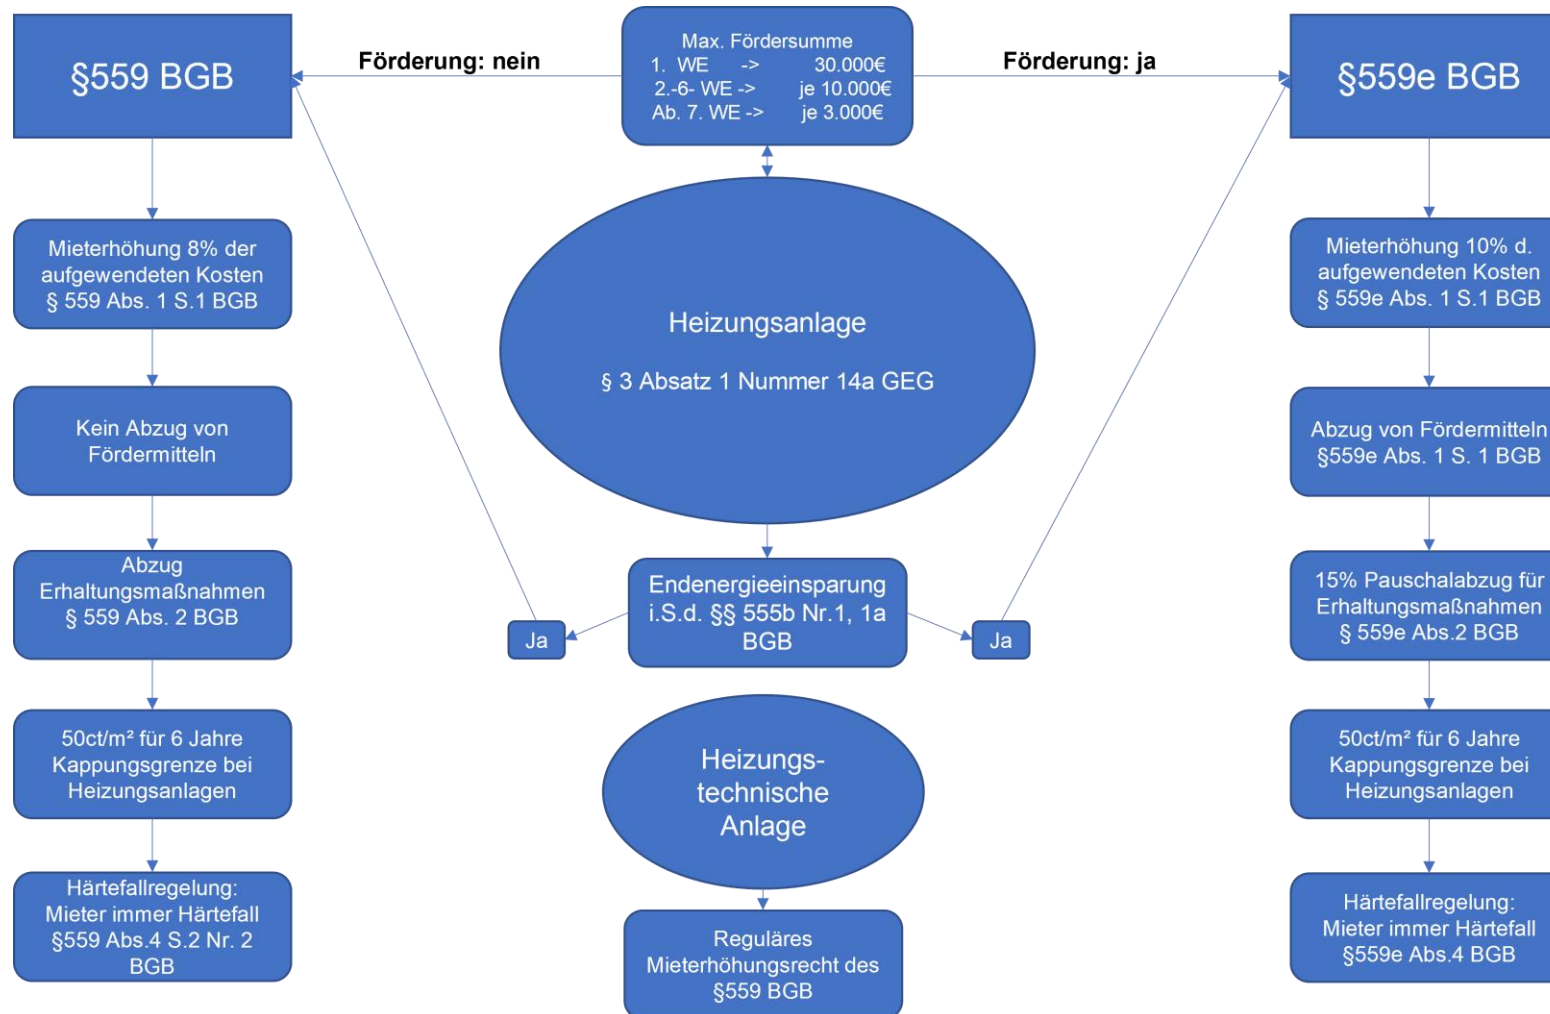 §559 BGB
Förderung: nein
Max. Fördersumme
1. WE -> 30.000€
2.-6- WE -> je 10.000€
Ab. 7. WE -> je 3.000€
Förderung: ja
§559e BGB
Mieterhöhung 8% der
aufgewendeten Kosten
§ 559 Abs. 1 S.1 BGB
Kein Abzug von
Fördermitteln
Abzug
Erhaltungsmaßnahmen
§ 559 Abs. 2 BGB
50ct/m² für 6 Jahre
Kappungsgrenze bei
Heizungsanlagen
Härtefallregelung:
Mieter immer Härtefall
§559 Abs.4 S.2 Nr. 2
BGB
Heizungsanlage
§ 3 Absatz 1 Nummer 14a GEG
Endenergieeinsparung
i.S.d. §§ 555b Nr.1, 1a
BGB
Ja
Ja
Heizungs-
technische
Anlage
Reguläres
Mieterhöhungsrecht des
§559 BGB
Mieterhöhung 10% d.
aufgewendeten Kosten
§ 559e Abs. 1 S.1 BGB
Abzug von Fördermitteln
§559e Abs. 1 S. 1 BGB
15% Pauschalabzug für
Erhaltungsmaßnahmen
§ 559e Abs.2 BGB
50ct/m² für 6 Jahre
Kappungsgrenze bei
Heizungsanlagen
Härtefallregelung:
Mieter immer Härtefall
§559e Abs.4 BGB